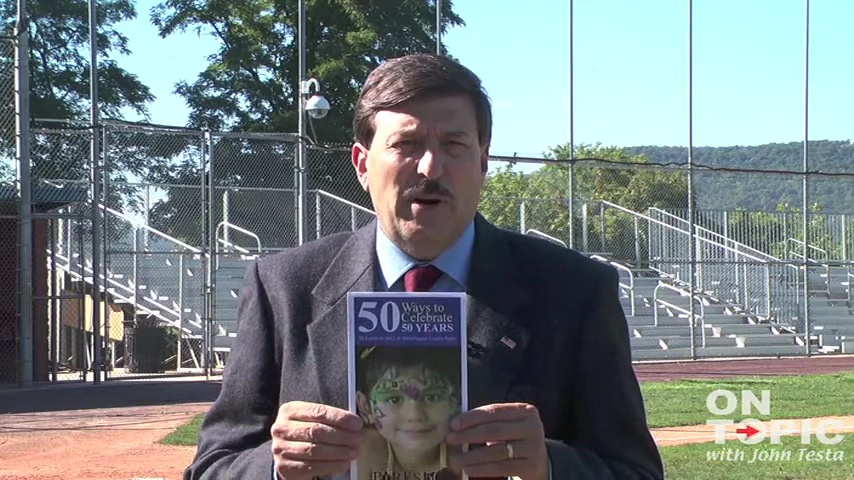 50
Ways to
Celebrate
50 YEARS
ON
TOPIC
with John Testa